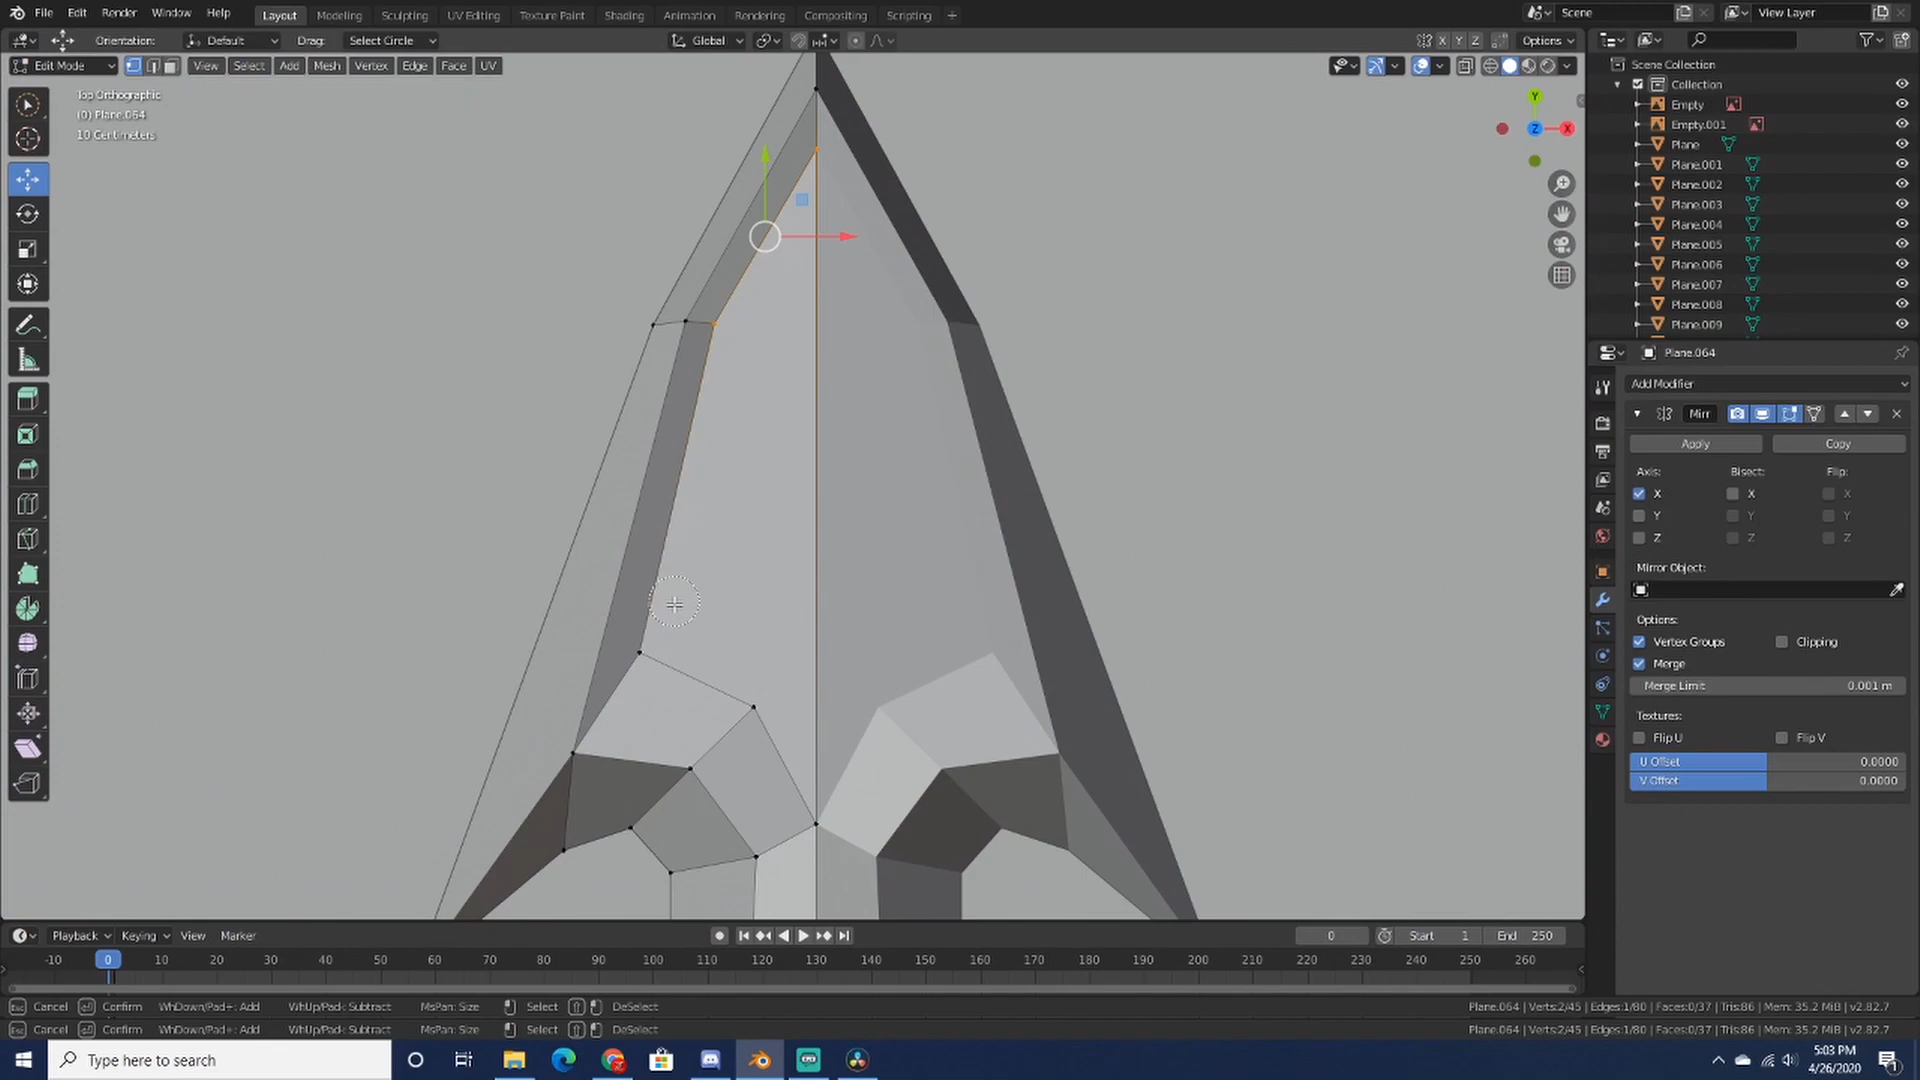 File Edit Render Window Help Layout Modeling Sculpting UV Editing Texture Paint Shading Animation Rendering Compositing Scripting + Scene View Layer
Orientation: Default Drag: Select Circle Global X Y Z Options
Edit Mode View Select Add Mesh Vertex Edge Face UV
Top Orthographic
(0) Plane.064
10 Centimeters
Y
Z X
Scene Collection
Collection
Empty
Empty.001
Plane
Plane.001
Plane.002
Plane.003
Plane.004
Plane.005
Plane.006
Plane.007
Plane.008
Plane.009
Plane.064
Add Modifier
Mirr
Apply Copy
Axis: Bisect: Flip:
X X X
Y Y Y
Z Z Z
Mirror Object:
Options:
Vertex Groups Clipping
Merge
Merge Limit 0.001 m
Textures:
Flip U Flip V
U Offset 0.0000
V Offset 0.0000
Playback Keying View Marker 0 Start 1 End 250
-10 0 10 20 30 40 50 60 70 80 90 100 110 120 130 140 150 160 170 180 190 200 210 220 230 240 250 260
Esc Cancel Confirm WhDown/Pad+: Add WhUp/Pad-: Subtract MsPan: Size Select DeSelect Plane.064 | Verts:2/45 | Edges:1/80 | Faces:0/37 | Tris:86 | Mem: 35.2 MiB | v2.82.7
Esc Cancel Confirm WhDown/Pad+: Add WhUp/Pad-: Subtract MsPan: Size Select DeSelect Plane.064 | Verts:2/45 | Edges:1/80 | Faces:0/37 | Tris:86 | Mem: 35.2 MiB | v2.82.7
Type here to search
5:03 PM
4/26/2020
1